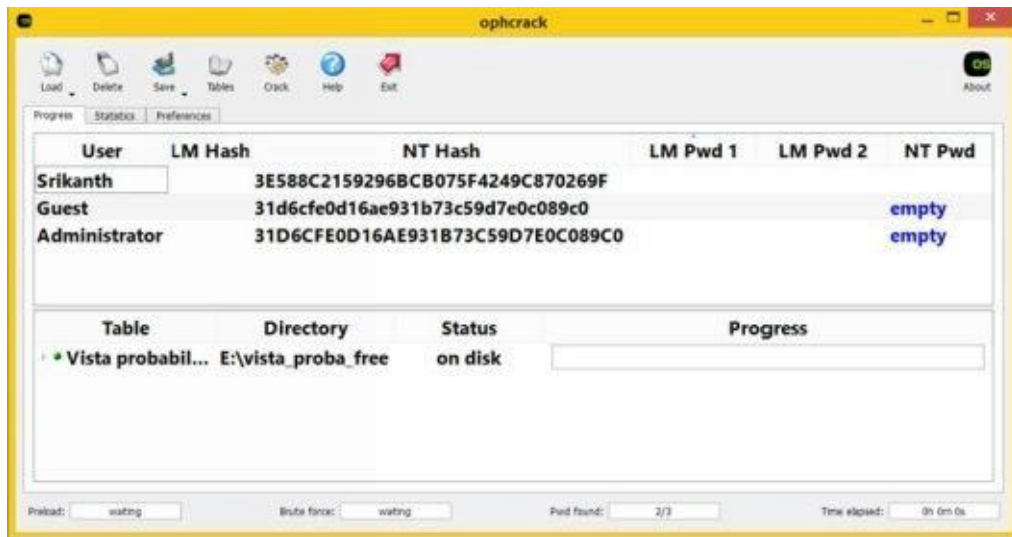 ophcrack
Load Delete Save Tables Crack Help Exit
OS
About
Progress Statistics Preferences
User LM Hash NT Hash LM Pwd 1 LM Pwd 2 NT Pwd
Srikanth 3E588C2159296BCB075F4249C870269F
Guest 31d6cfe0d16ae931b73c59d7e0c089c0 empty
Administrator 31D6CFE0D16AE931B73C59D7E0C089C0 empty
Table Directory Status Progress
Vista probabil... E:\vista_proba_free on disk
Preload: waiting Brute force: waiting Pwd found: 2/3 Time elapsed: 0h 0m 0s